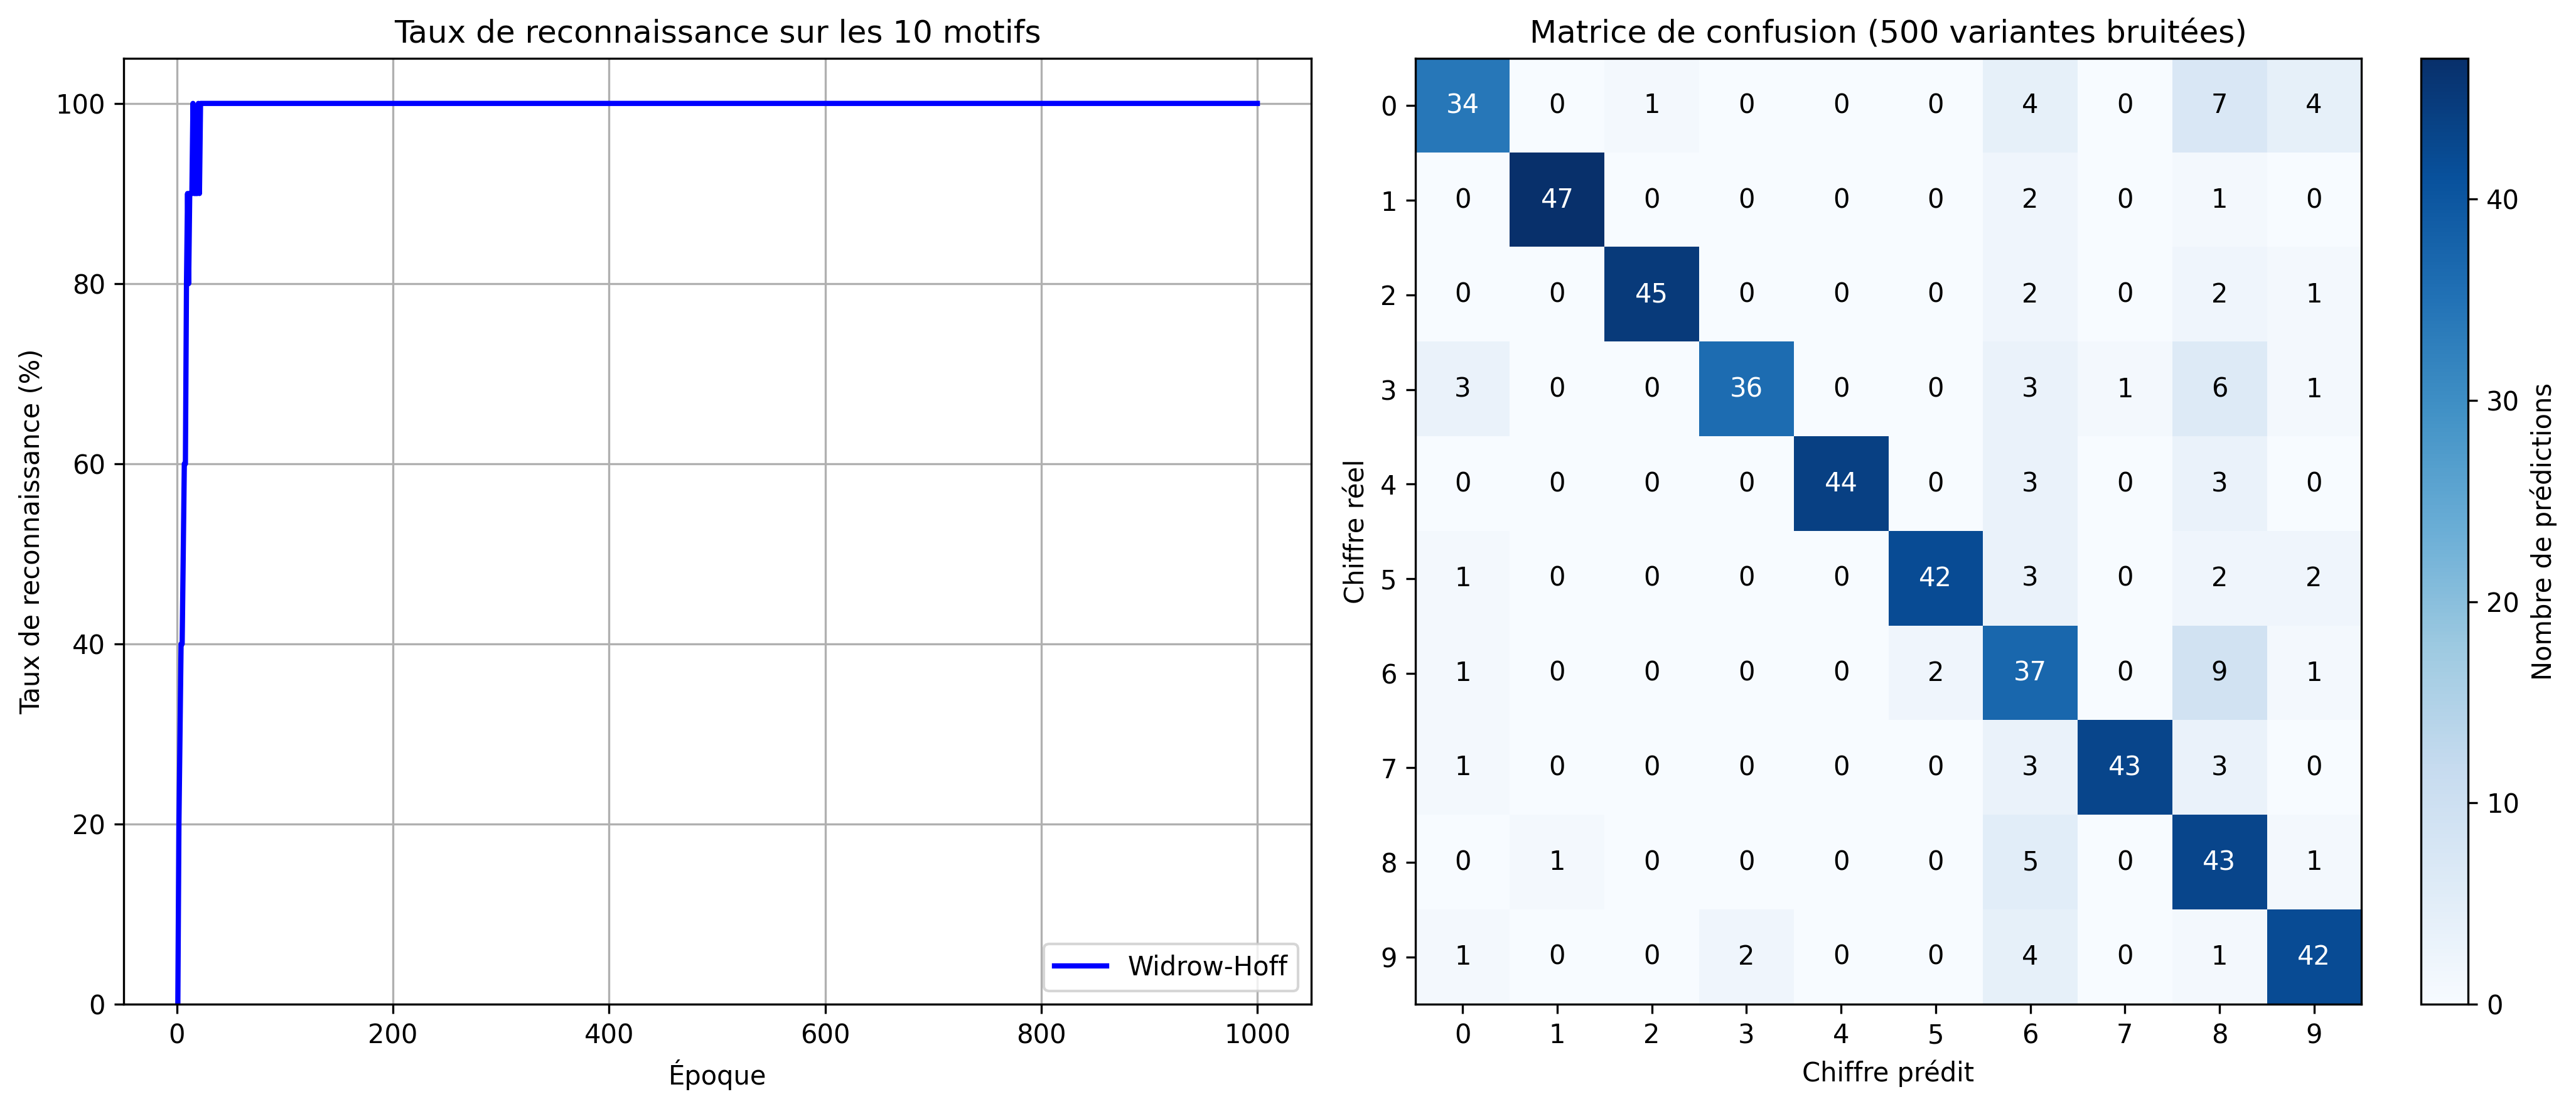 Taux de reconnaissance sur les 10 motifs
Taux de reconnaissance (%)
100
80
60
40
20
0
0 200 400 600 800 1000
Époque
Widrow-Hoff
Matrice de confusion (500 variantes bruitées)
Chiffre réel
0 34 0 1 0 0 0 4 0 7 4
1 0 47 0 0 0 0 2 0 1 0
2 0 0 45 0 0 0 2 0 2 1
3 3 0 0 36 0 0 3 1 6 1
4 0 0 0 0 44 0 3 0 3 0
5 1 0 0 0 0 42 3 0 2 2
6 1 0 0 0 0 2 37 0 9 1
7 1 0 0 0 0 0 3 43 3 0
8 0 1 0 0 0 0 5 0 43 1
9 1 0 0 2 0 0 4 0 1 42
0 1 2 3 4 5 6 7 8 9
Chiffre prédit
40
30
20
10
0
Nombre de prédictions